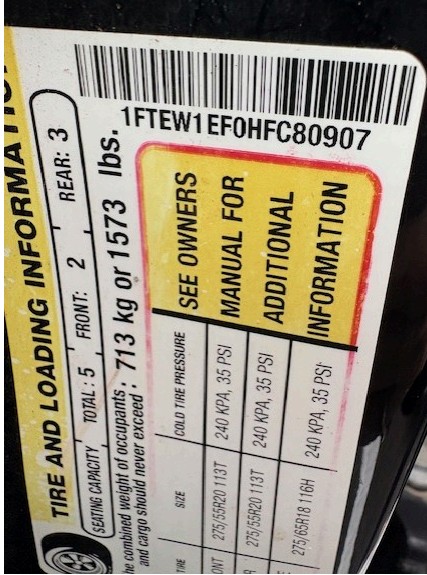 1FTEW1EF0HFC80907
TIRE AND LOADING INFORMATIO
SEATING CAPACITY TOTAL: 5 FRONT: 2 REAR: 3
he combined weight of occupants
and cargo should never exceed : 713 kg or 1573 lbs.
TIRE SIZE COLD TIRE PRESSURE
ONT 275/55R20 113T 240 KPA, 35 PSI
R 275/55R20 113T 240 KPA, 35 PSI
275/65R18 116H 240 KPA, 35 PSI
SEE OWNERS
MANUAL FOR
ADDITIONAL
INFORMATION